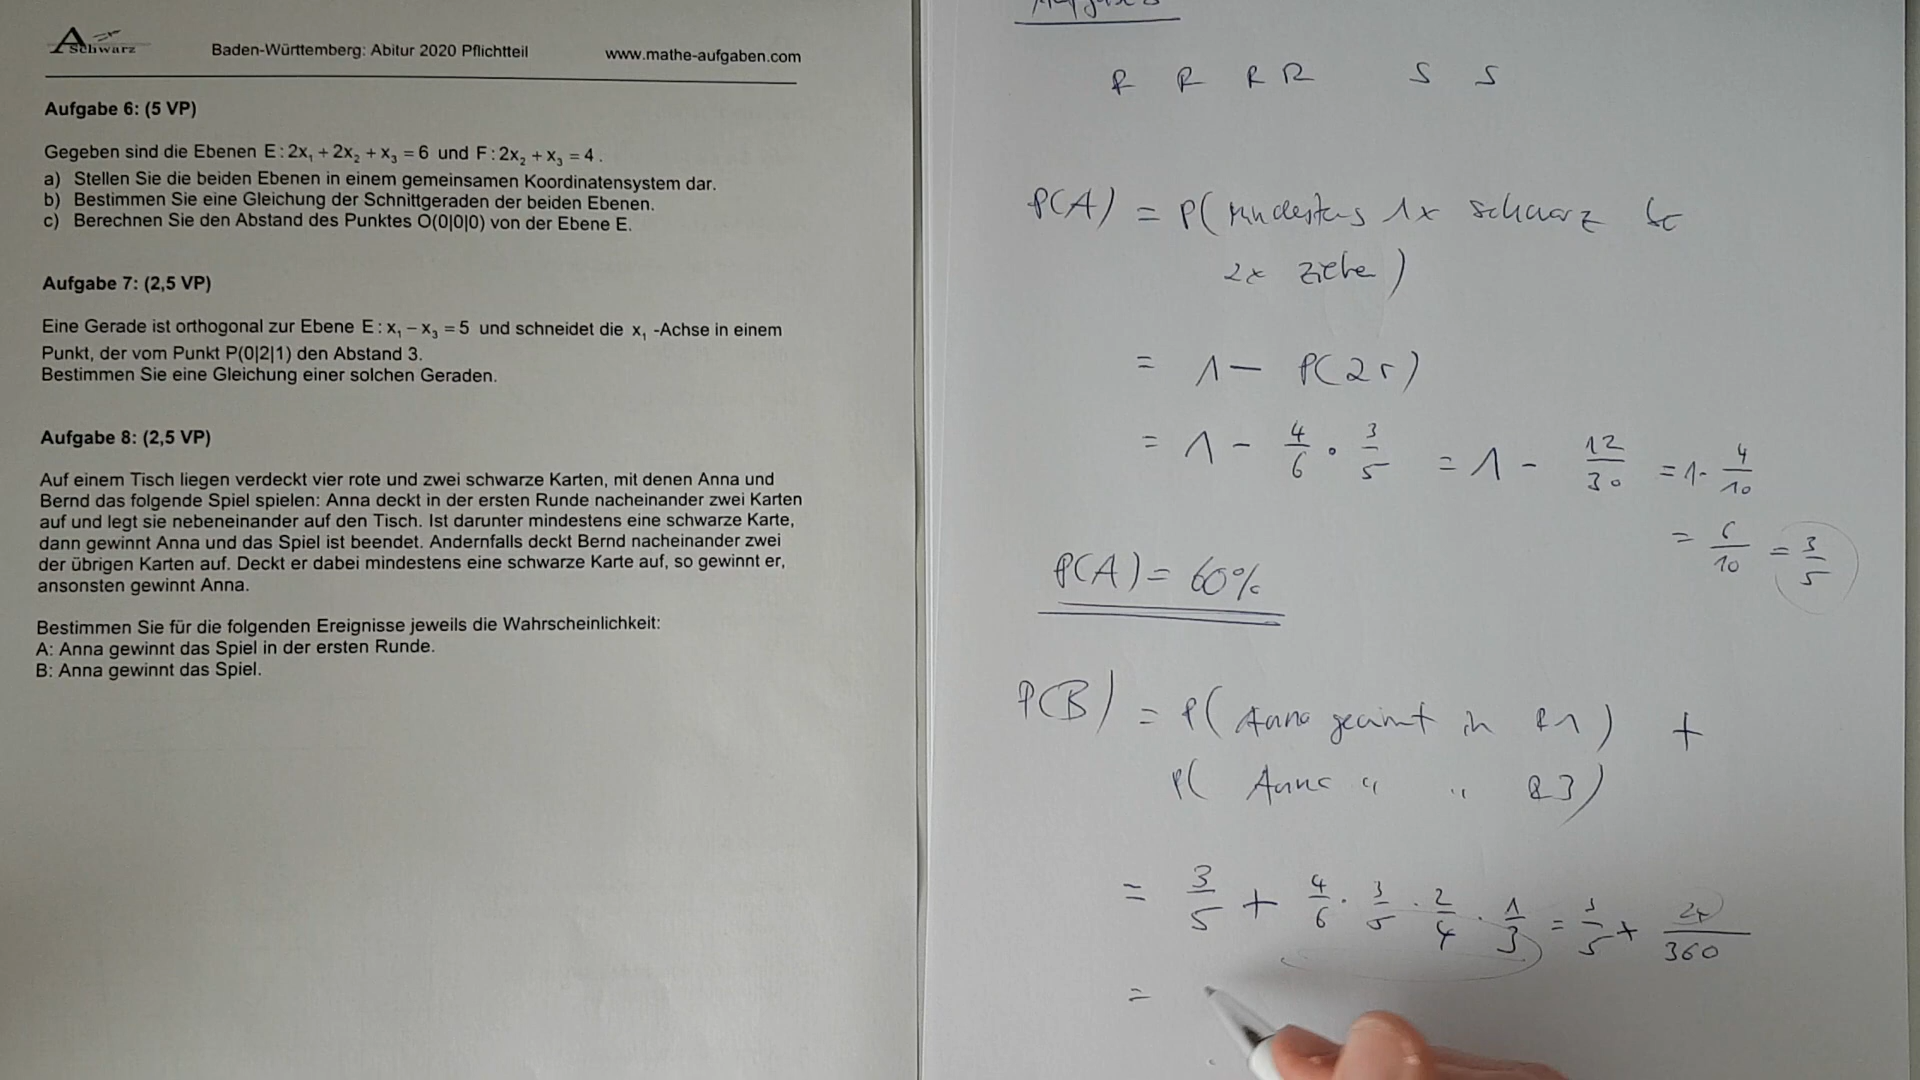 A Schwarz
Baden-Württemberg: Abitur 2020 Pflichtteil
www.mathe-aufgaben.com
Aufgabe 6: (5 VP)
Gegeben sind die Ebenen E : 2x₁ + 2x₂ + x₃ = 6 und F : 2x₂ + x₃ = 4 .
a) Stellen Sie die beiden Ebenen in einem gemeinsamen Koordinatensystem dar.
b) Bestimmen Sie eine Gleichung der Schnittgeraden der beiden Ebenen.
c) Berechnen Sie den Abstand des Punktes O(0|0|0) von der Ebene E.
Aufgabe 7: (2,5 VP)
Eine Gerade ist orthogonal zur Ebene E : x₁ − x₃ = 5 und schneidet die x₁ -Achse in einem
Punkt, der vom Punkt P(0|2|1) den Abstand 3.
Bestimmen Sie eine Gleichung einer solchen Geraden.
Aufgabe 8: (2,5 VP)
Auf einem Tisch liegen verdeckt vier rote und zwei schwarze Karten, mit denen Anna und
Bernd das folgende Spiel spielen: Anna deckt in der ersten Runde nacheinander zwei Karten
auf und legt sie nebeneinander auf den Tisch. Ist darunter mindestens eine schwarze Karte,
dann gewinnt Anna und das Spiel ist beendet. Andernfalls deckt Bernd nacheinander zwei
der übrigen Karten auf. Deckt er dabei mindestens eine schwarze Karte auf, so gewinnt er,
ansonsten gewinnt Anna.
Bestimmen Sie für die folgenden Ereignisse jeweils die Wahrscheinlichkeit:
A: Anna gewinnt das Spiel in der ersten Runde.
B: Anna gewinnt das Spiel.
R R R R S S
P(A) = P( mindestens 1x schwarz
2x ziehe )
= 1 − P(2r)
= 1 − 4/6 · 3/5 = 1 − 12/30 = 1 - 4/10
= 6/10 = 3/5
P(A) = 60%
P(B) = P( Anna gewinnt in R1 ) +
P( Anna " " R3 )
= 3/5 + 4/6 · 3/5 · 2/4 · 1/3 = 3/5 + 24/360
=